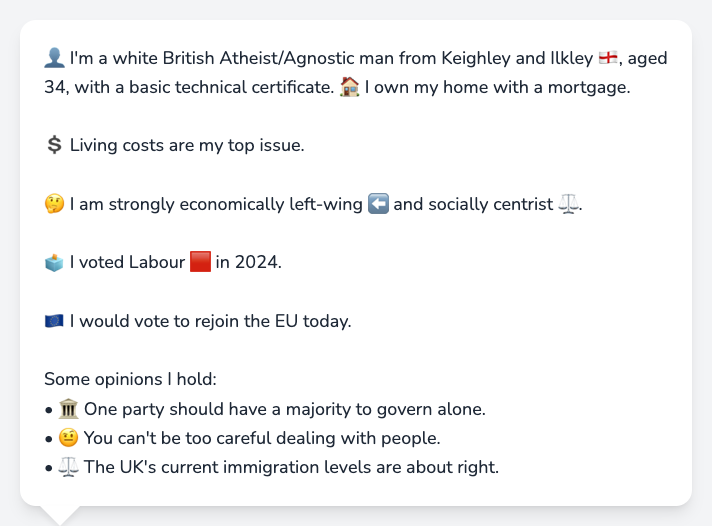 👤 I'm a white British Atheist/Agnostic man from Keighley and Ilkley 🏴󠁧󠁢󠁥󠁮󠁧󠁿, aged
34, with a basic technical certificate. 🏠 I own my home with a mortgage.
💲 Living costs are my top issue.
🤔 I am strongly economically left-wing ⬅️ and socially centrist ⚖️.
🗳️ I voted Labour 🟥 in 2024.
🇪🇺 I would vote to rejoin the EU today.
Some opinions I hold:
• 🏛️ One party should have a majority to govern alone.
• 🤨 You can't be too careful dealing with people.
• ⚖️ The UK's current immigration levels are about right.